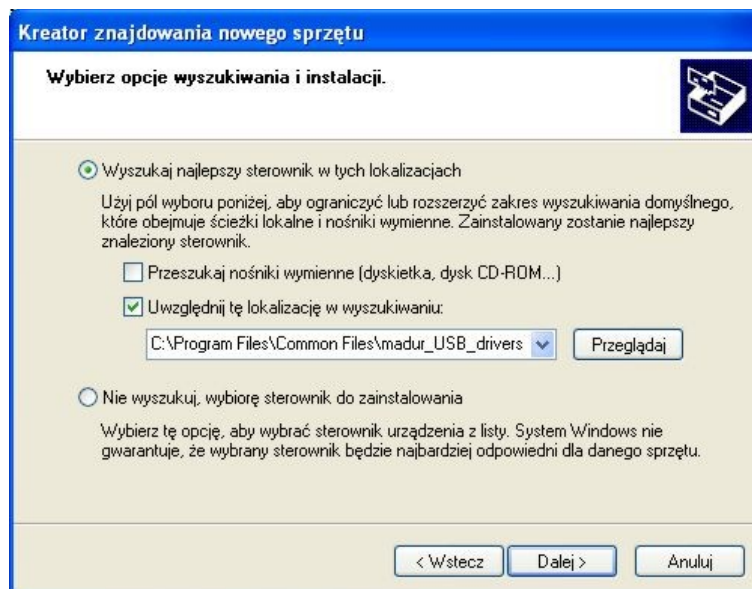 Kreator znajdowania nowego sprzętu
Wybierz opcje wyszukiwania i instalacji.
Wyszukaj najlepszy sterownik w tych lokalizacjach
Użyj pól wyboru poniżej, aby ograniczyć lub rozszerzyć zakres wyszukiwania domyślnego,
które obejmuje ścieżki lokalne i nośniki wymienne. Zainstalowany zostanie najlepszy
znaleziony sterownik.
Przeszukaj nośniki wymienne (dyskietka, dysk CD-ROM...)
Uwzględnij tę lokalizację w wyszukiwaniu:
C:\Program Files\Common Files\madur_USB_drivers
Przeglądaj
Nie wyszukuj, wybiorę sterownik do zainstalowania
Wybierz tę opcję, aby wybrać sterownik urządzenia z listy. System Windows nie
gwarantuje, że wybrany sterownik będzie najbardziej odpowiedni dla danego sprzętu.
< Wstecz Dalej > Anuluj